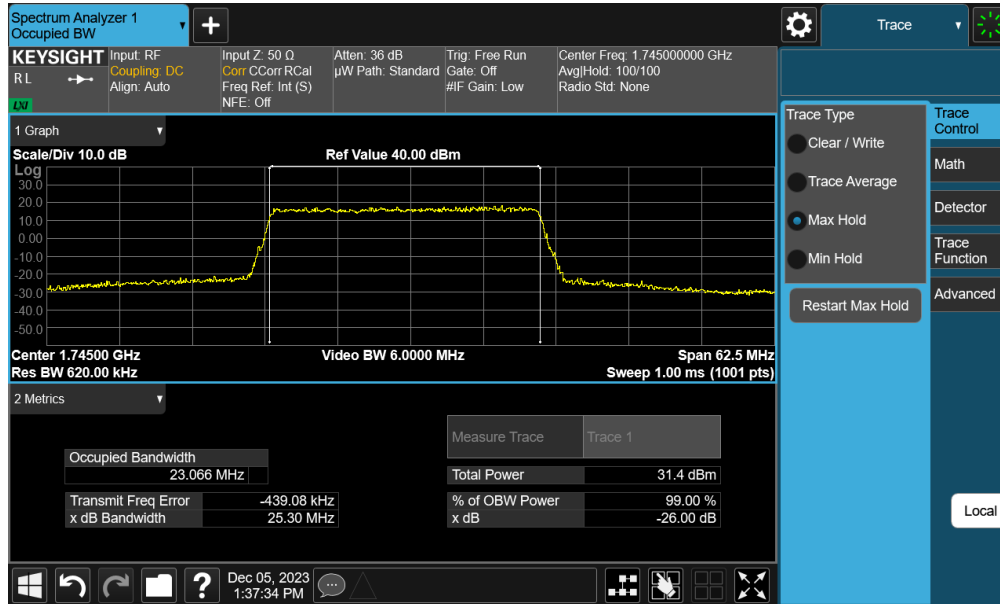 Spectrum Analyzer 1
Occupied BW
+
Trace
KEYSIGHT
R L
LXI
Input: RF
Coupling: DC
Align: Auto
Input Z: 50 Ω
Corr CCorr RCal
Freq Ref: Int (S)
NFE: Off
Atten: 36 dB
µW Path: Standard
Trig: Free Run
Gate: Off
#IF Gain: Low
Center Freq: 1.745000000 GHz
Avg|Hold: 100/100
Radio Std: None
1 Graph
Scale/Div 10.0 dB
Ref Value 40.00 dBm
Log
30.0
20.0
10.0
0.00
-10.0
-20.0
-30.0
-40.0
-50.0
Center 1.74500 GHz
Video BW 6.0000 MHz
Span 62.5 MHz
Res BW 620.00 kHz
Sweep 1.00 ms (1001 pts)
2 Metrics
Measure Trace
Trace 1
Occupied Bandwidth
23.066 MHz
Total Power
31.4 dBm
Transmit Freq Error
-439.08 kHz
% of OBW Power
99.00 %
x dB Bandwidth
25.30 MHz
x dB
-26.00 dB
?
Dec 05, 2023
1:37:34 PM
Trace Type
Clear / Write
Trace Average
Max Hold
Min Hold
Restart Max Hold
Trace
Control
Math
Detector
Trace
Function
Advanced
Local